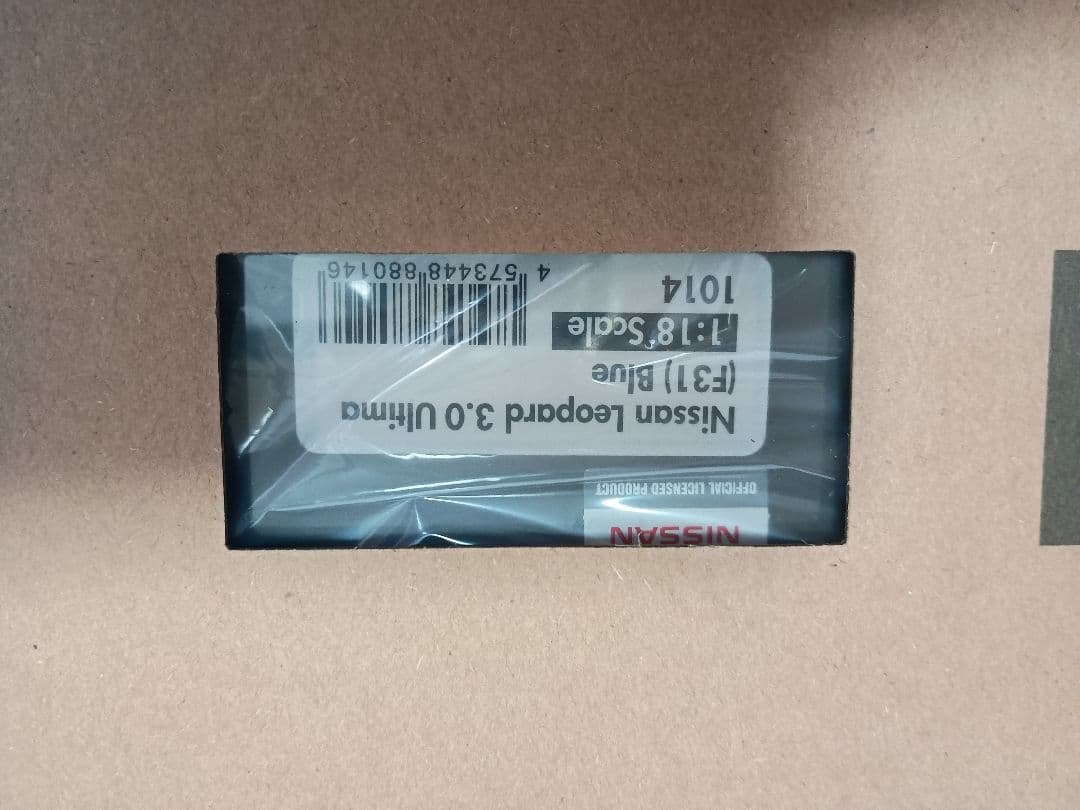 NISSAN
OFFICIAL LICENSED PRODUCT
Nissan Leopard 3.0 Ultima
(F31) Blue
1:18 Scale
1014
4 573448 880146